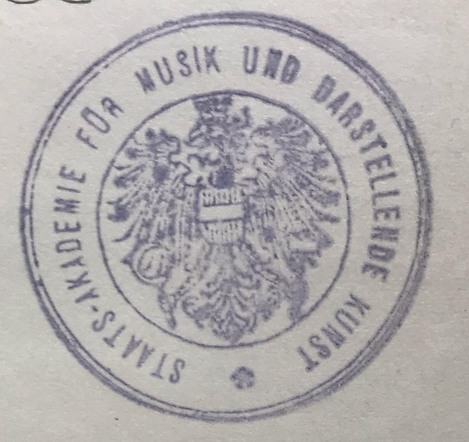 STAATS-AKADEMIE FÜR MUSIK UND DARSTELLENDE KUNST